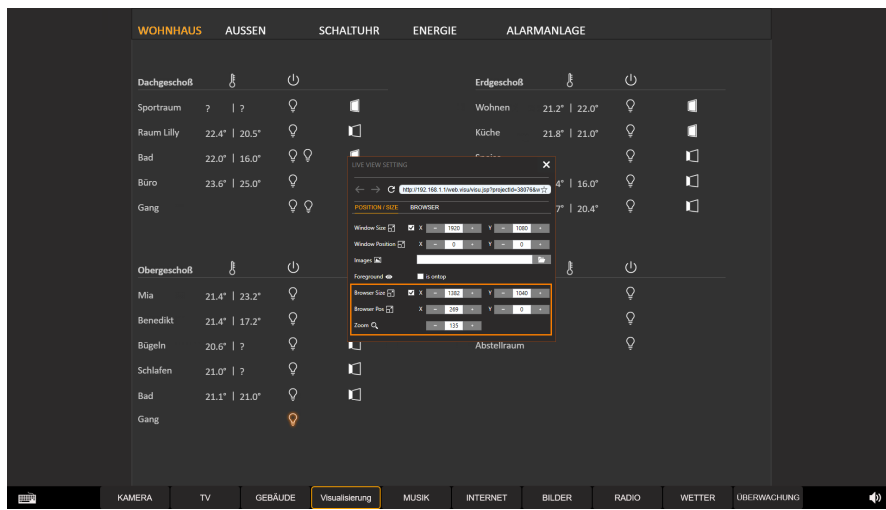 WOHNHAUS AUSSEN SCHALTUHR ENERGIE ALARMANLAGE
Dachgeschoß Erdgeschoß
Sportraum ? | ? Wohnen 21.2° | 22.0°
Raum Lilly 22.4° | 20.5° Küche 21.8° | 21.0°
Bad 22.0° | 16.0°
LIVE VIEW SETTING
Büro 23.6° | 25.0° 4° | 16.0°
http://192.168.1.1/web.visu/visu.jsp?projectId=38076&w
Gang 7° | 20.4°
POSITION / SIZE BROWSER
Window Size X - 1920 + Y - 1080 +
Window Position X - 0 + Y - 0 +
Images
Foreground is ontop
Obergeschoß
Browser Size X - 1382 + Y - 1040 +
Browser Pos X - 269 + Y - 0 +
Zoom - 135 +
Mia 21.4° | 23.2°
Benedikt 21.4° | 17.2°
Bügeln 20.6° | ? Abstellraum
Schlafen 21.0° | ?
Bad 21.1° | 21.0°
Gang
KAMERA TV GEBÄUDE Visualisierung MUSIK INTERNET BILDER RADIO WETTER ÜBERWACHUNG